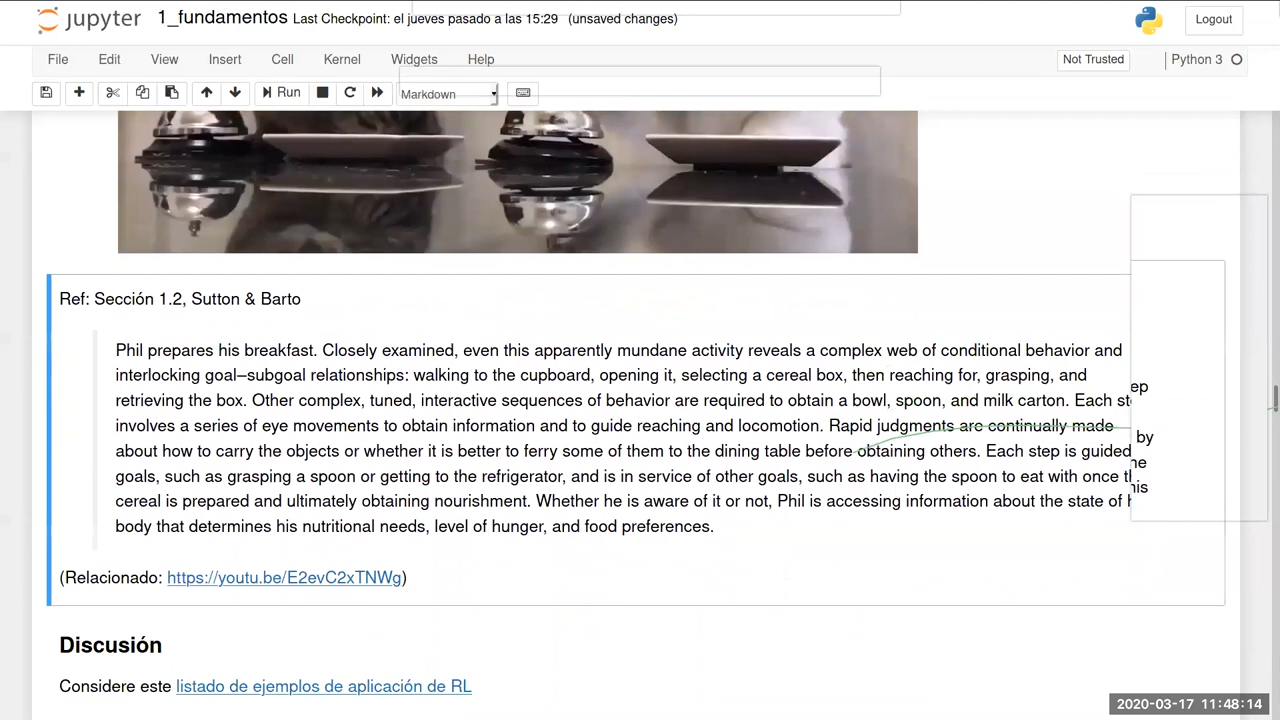 jupyter 1_fundamentos Last Checkpoint: el jueves pasado a las 15:29 (unsaved changes) Logout
File Edit View Insert Cell Kernel Widgets Help Not Trusted Python 3
Run Markdown
Ref: Sección 1.2, Sutton & Barto
Phil prepares his breakfast. Closely examined, even this apparently mundane activity reveals a complex web of conditional behavior and
interlocking goal–subgoal relationships: walking to the cupboard, opening it, selecting a cereal box, then reaching for, grasping, and
retrieving the box. Other complex, tuned, interactive sequences of behavior are required to obtain a bowl, spoon, and milk carton. Each step
involves a series of eye movements to obtain information and to guide reaching and locomotion. Rapid judgments are continually made
about how to carry the objects or whether it is better to ferry some of them to the dining table before obtaining others. Each step is guided by
goals, such as grasping a spoon or getting to the refrigerator, and is in service of other goals, such as having the spoon to eat with once the
cereal is prepared and ultimately obtaining nourishment. Whether he is aware of it or not, Phil is accessing information about the state of his
body that determines his nutritional needs, level of hunger, and food preferences.
(Relacionado: https://youtu.be/E2evC2xTNWg)
Discusión
Considere este listado de ejemplos de aplicación de RL
2020-03-17 11:48:14